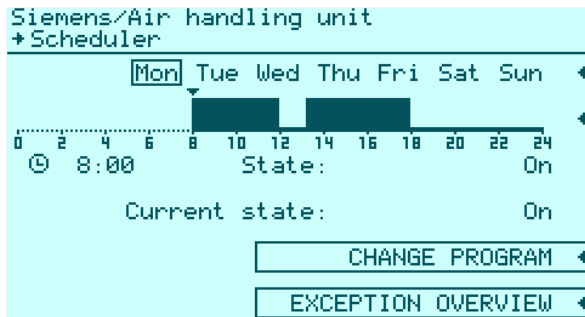 Siemens/Air handling unit
→Scheduler
Mon Tue Wed Thu Fri Sat Sun
0 2 4 6 8 10 12 14 16 18 20 22 24
8:00 State: On
Current state: On
CHANGE PROGRAM
EXCEPTION OVERVIEW